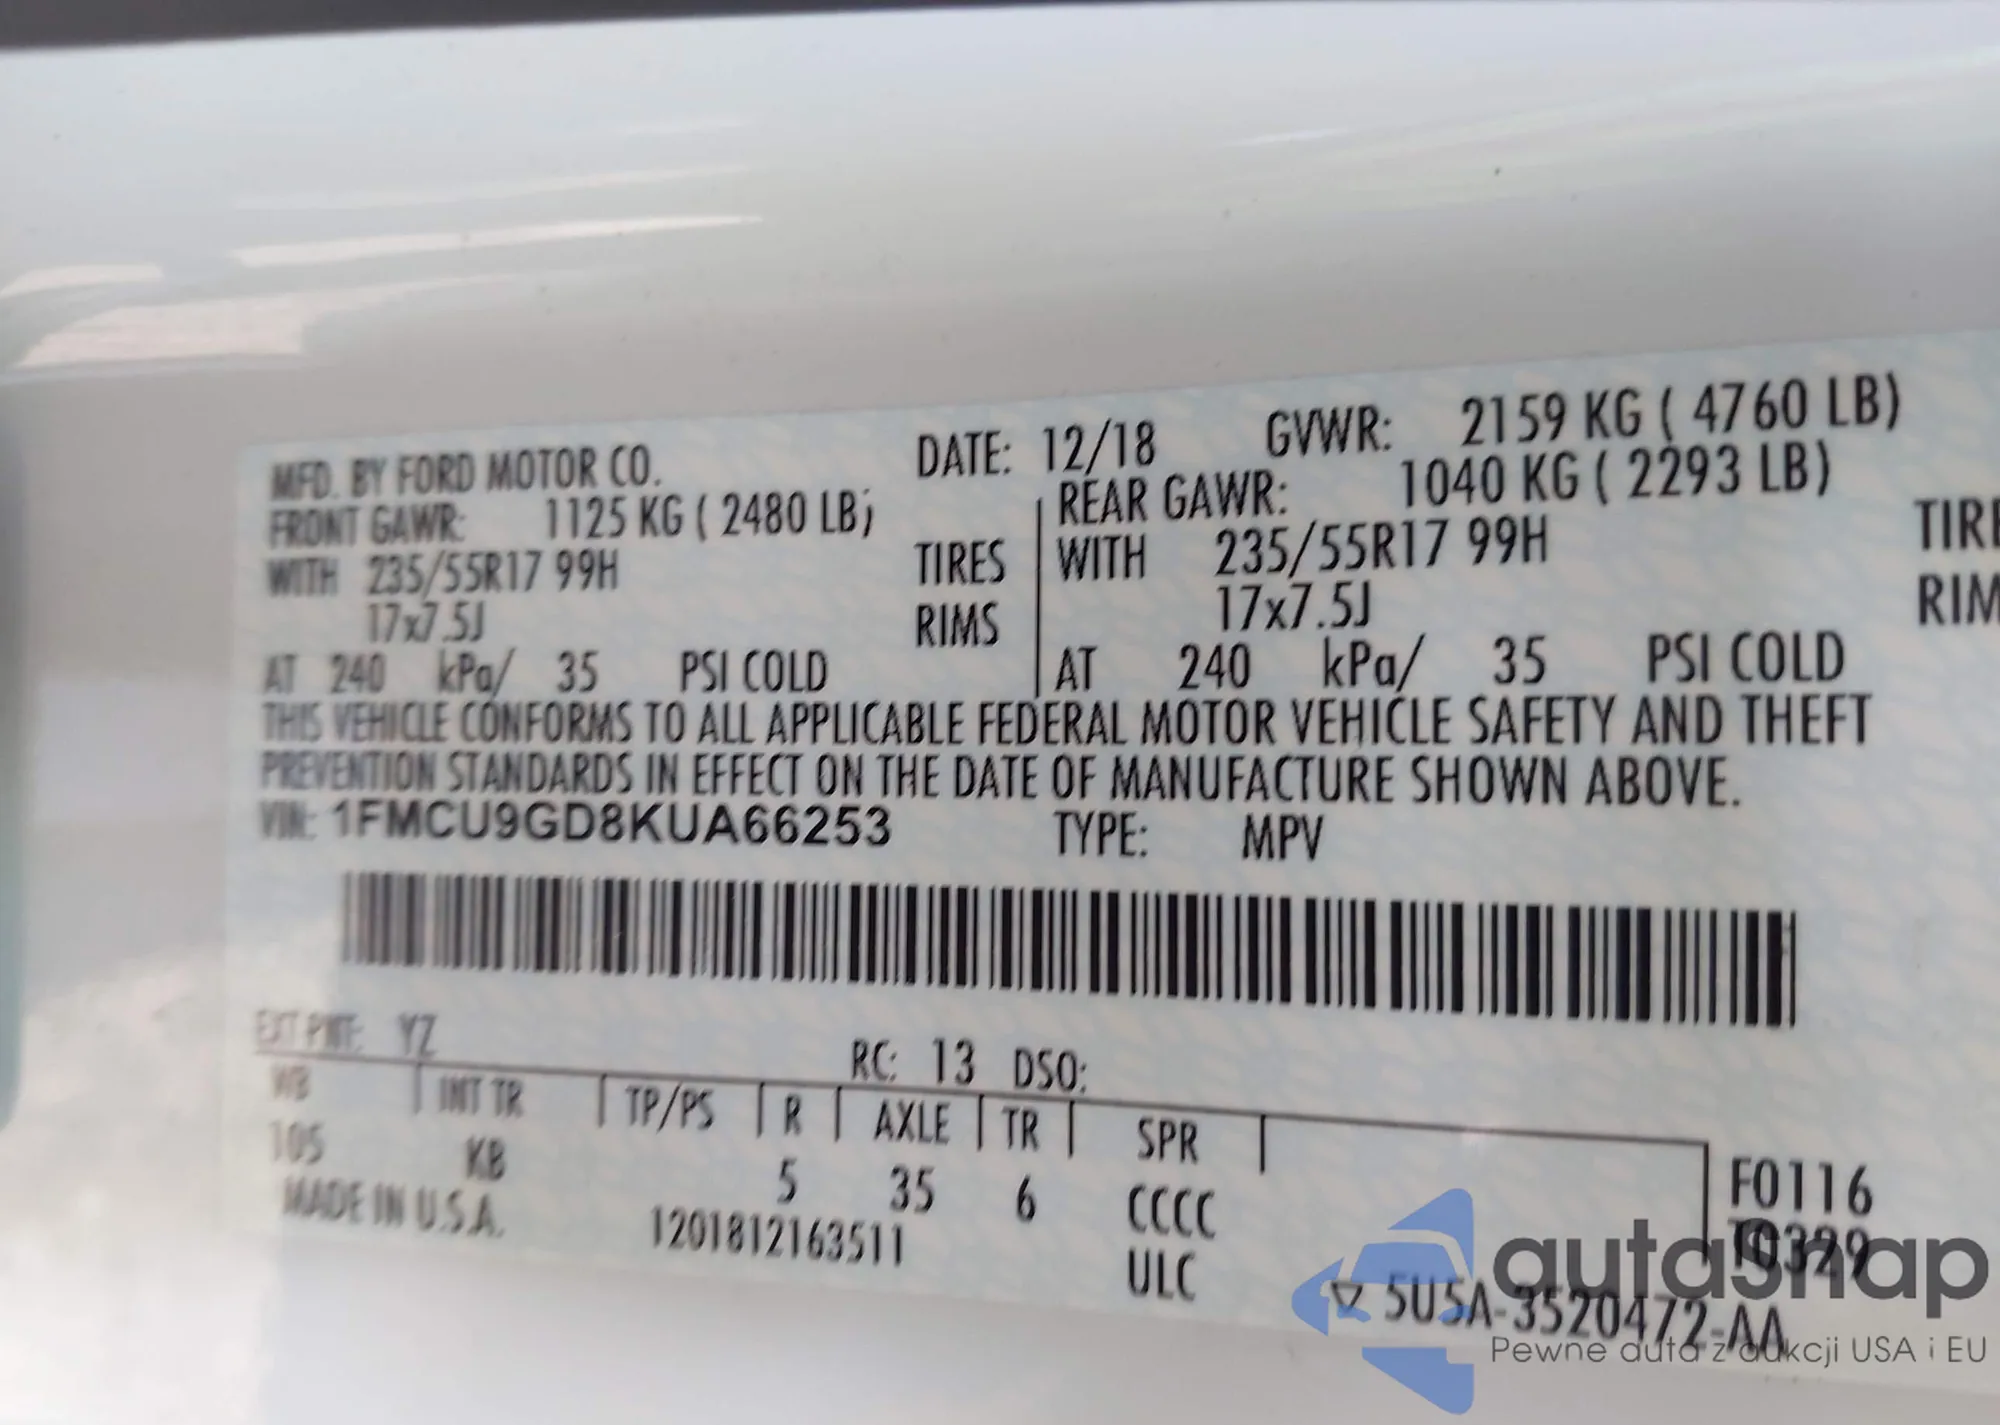 MFD. BY FORD MOTOR CO. DATE: 12/18 GVWR: 2159 KG ( 4760 LB)
FRONT GAWR: 1125 KG ( 2480 LB) REAR GAWR: 1040 KG ( 2293 LB)
WITH 235/55R17 99H TIRES WITH 235/55R17 99H TIRE
17x7.5J RIMS 17x7.5J RIM
AT 240 kPa/ 35 PSI COLD AT 240 kPa/ 35 PSI COLD
THIS VEHICLE CONFORMS TO ALL APPLICABLE FEDERAL MOTOR VEHICLE SAFETY AND THEFT
PREVENTION STANDARDS IN EFFECT ON THE DATE OF MANUFACTURE SHOWN ABOVE.
VIN: 1FMCU9GD8KUA66253 TYPE: MPV
EXT PNT: YZ RC: 13 DSO:
WB INT TR TP/PS R AXLE TR SPR
105 KB 5 35 6 CCCC F0116
MADE IN U.S.A. 1201812163511 ULC T0329
5U5A-3520472-AA
autasnap
Pewne auta z aukcji USA i EU